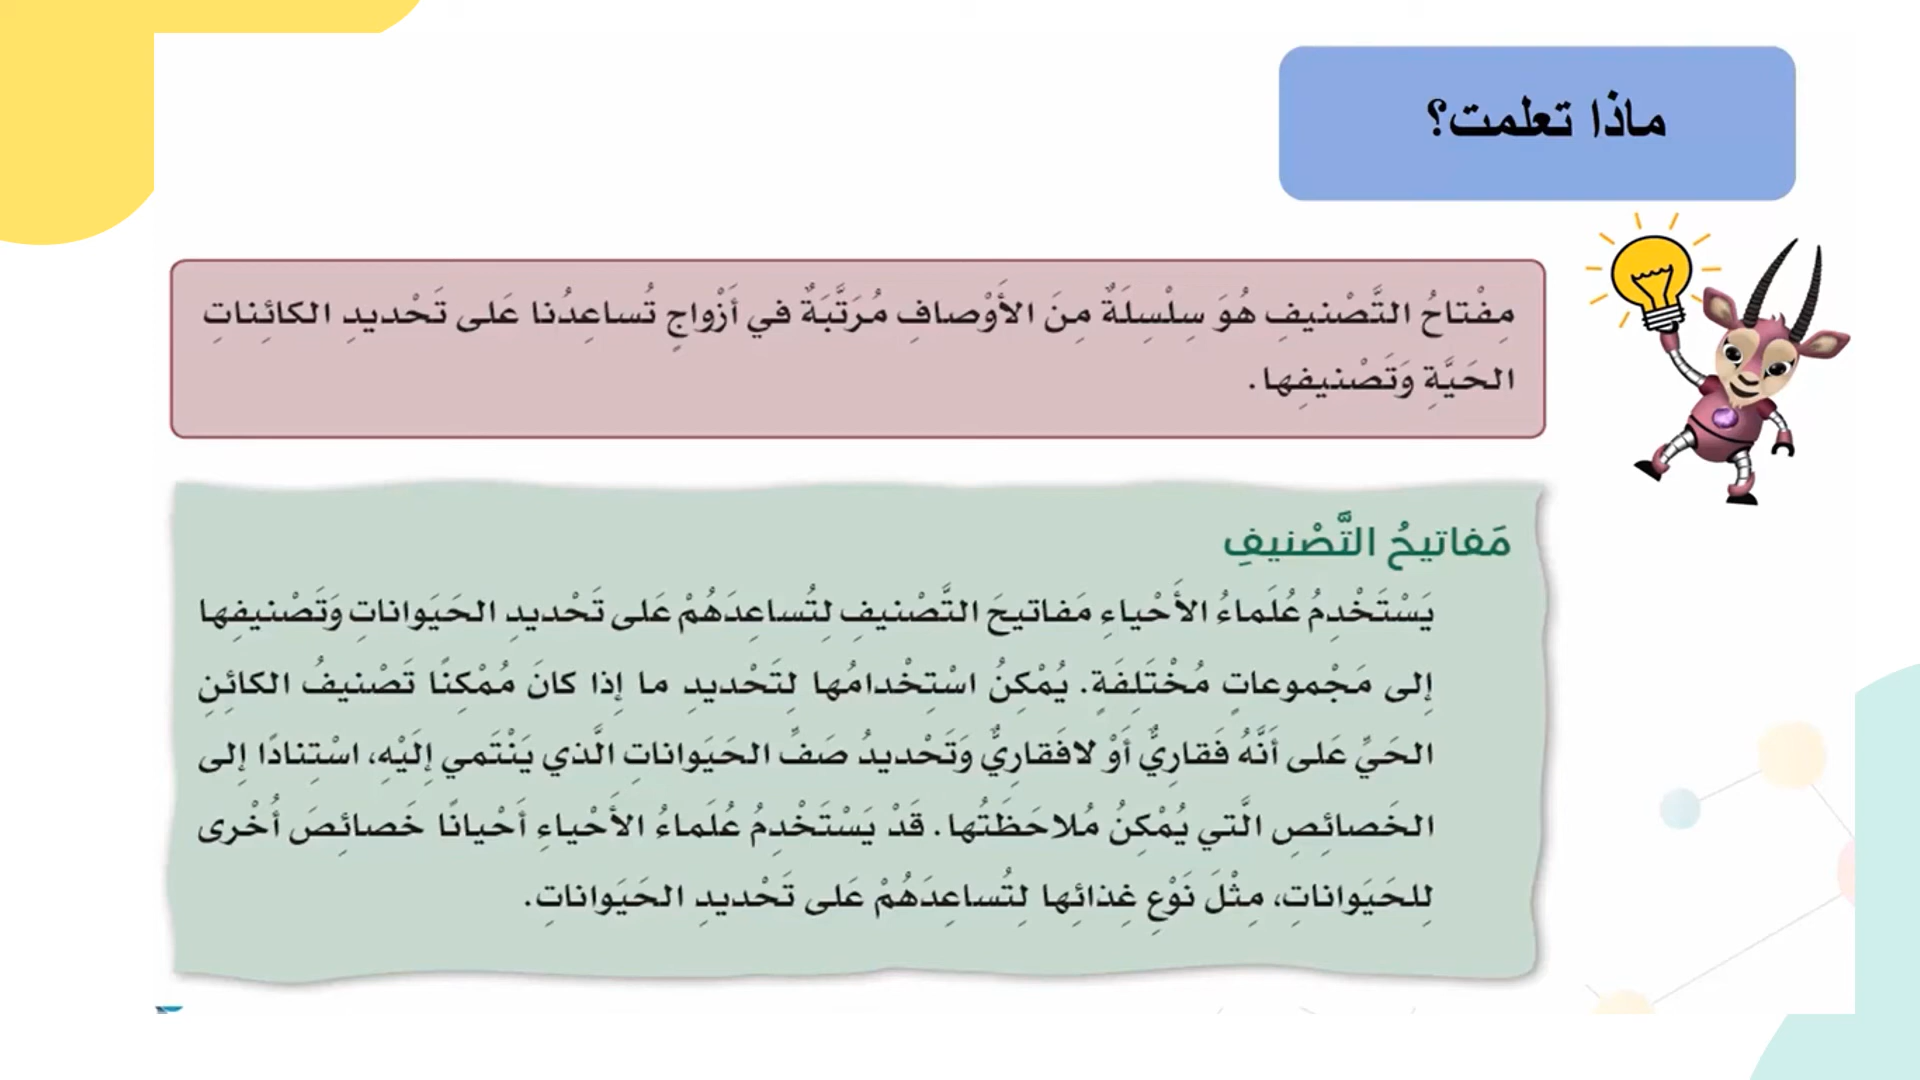 ماذا تعلمت؟
مِفْتاحُ التَّصْنيفِ هُوَ سِلْسِلَةٌ مِنَ الأَوْصافِ مُرَتَّبَةٌ في أَزْواجٍ تُساعِدُنا عَلى تَحْديدِ الكائِناتِ
الحَيَّةِ وَتَصْنيفِها.
مَفاتيحُ التَّصْنيفِ
يَسْتَخْدِمُ عُلَماءُ الأَحْياءِ مَفاتيحَ التَّصْنيفِ لِتُساعِدَهُمْ عَلى تَحْديدِ الحَيَواناتِ وَتَصْنيفِها
إِلى مَجْموعاتٍ مُخْتَلِفَةٍ. يُمْكِنُ اسْتِخْدامُها لِتَحْديدِ ما إِذا كانَ مُمْكِنًا تَصْنيفُ الكائِنِ
الحَيِّ عَلى أَنَّهُ فَقارِيٌّ أَوْ لافَقارِيٌّ وَتَحْديدُ صَفِّ الحَيَواناتِ الَّذي يَنْتَمي إِلَيْهِ، اسْتِنادًا إِلى
الخَصائِصِ الَّتي يُمْكِنُ مُلاحَظَتُها. قَدْ يَسْتَخْدِمُ عُلَماءُ الأَحْياءِ أَحْيانًا خَصائِصَ أُخْرى
لِلحَيَواناتِ، مِثْلَ نَوْعِ غِذائِها لِتُساعِدَهُمْ عَلى تَحْديدِ الحَيَواناتِ.